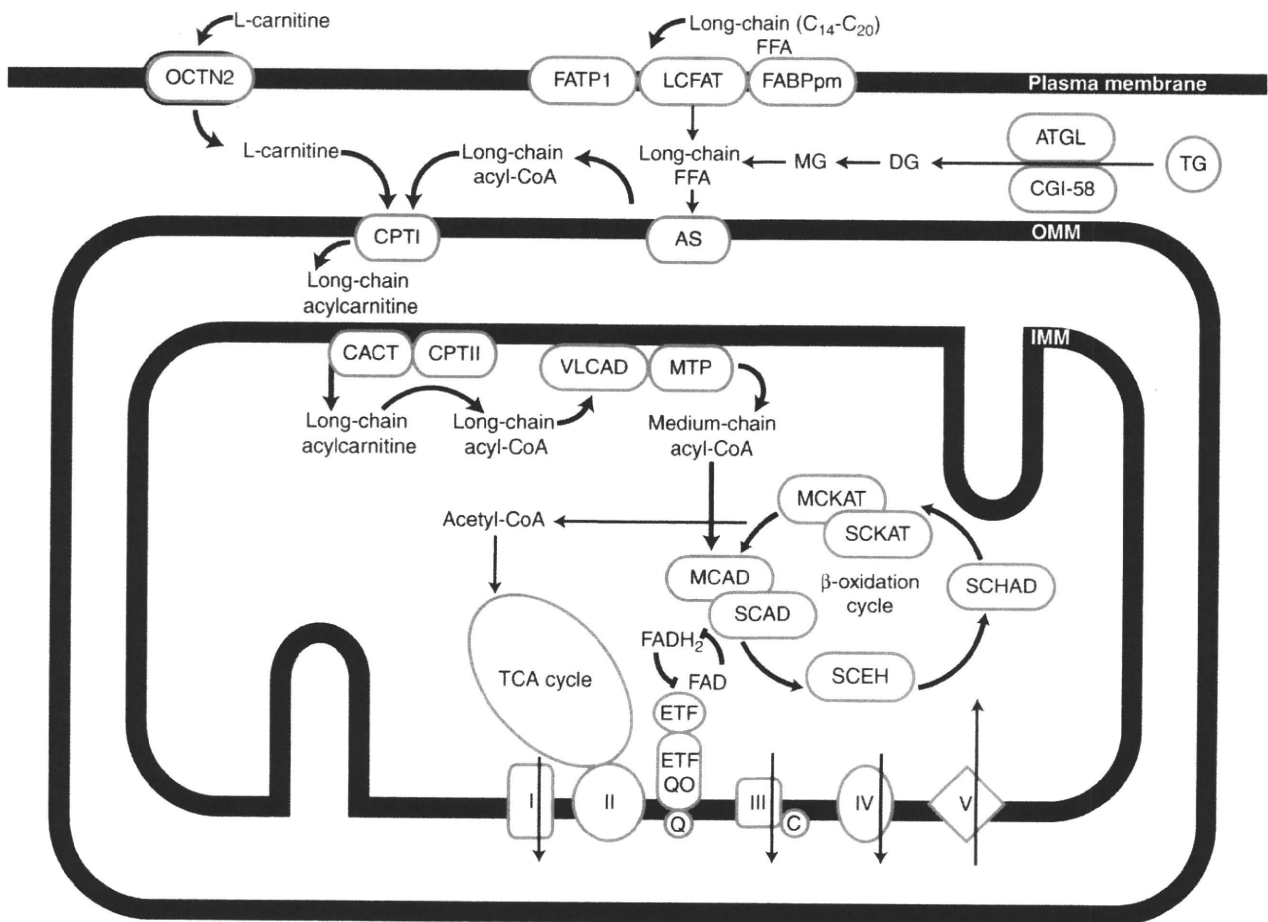 L-carnitine
Long-chain (C₁₄-C₂₀)
FFA
OCTN2
FATP1
LCFAT
FABPpm
Plasma membrane
ATGL
L-carnitine
Long-chain
acyl-CoA
Long-chain
FFA
MG
DG
TG
CGI-58
CPTI
AS
OMM
Long-chain
acylcarnitine
IMM
CACT
CPTII
VLCAD
MTP
Long-chain
acylcarnitine
Long-chain
acyl-CoA
Medium-chain
acyl-CoA
MCKAT
SCKAT
Acetyl-CoA
MCAD
SCAD
β-oxidation
cycle
SCHAD
FADH₂
FAD
SCEH
TCA cycle
ETF
ETF
QO
I
II
Q
III
C
IV
V